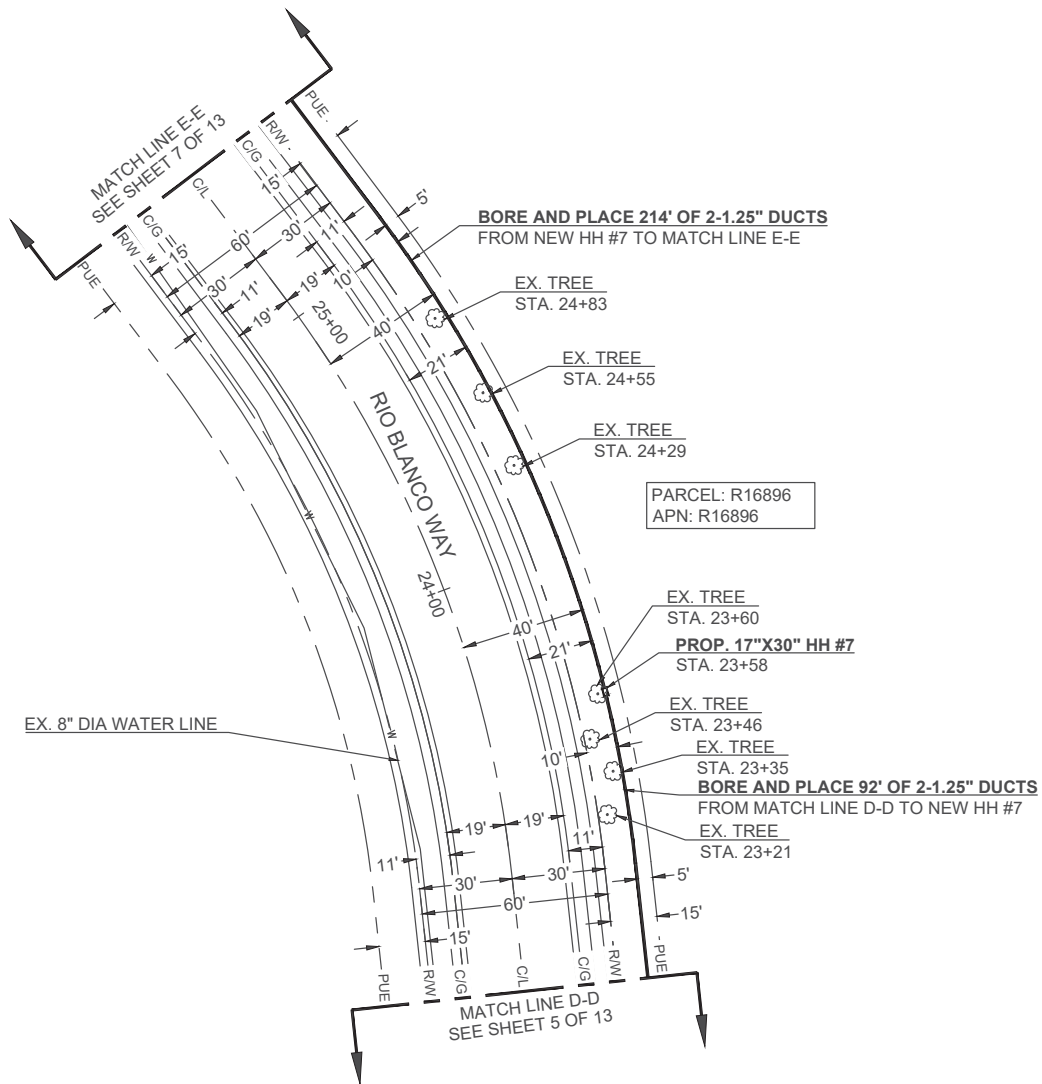 MATCH LINE E-E
SEE SHEET 7 OF 13
PUE
R/W
C/G
C/L
C/G
R/W
W
PUE
15'
60'
30'
11'
19'
10'
15'
60'
30'
11'
19'
5'
BORE AND PLACE 214' OF 2-1.25" DUCTS
FROM NEW HH #7 TO MATCH LINE E-E
EX. TREE
STA. 24+83
25+00
40'
21'
EX. TREE
STA. 24+55
RIO BLANCO WAY
EX. TREE
STA. 24+29
PARCEL: R16896
APN: R16896
W
24+00
EX. TREE
STA. 23+60
40'
21'
PROP. 17"X30" HH #7
STA. 23+58
EX. 8" DIA WATER LINE
W
EX. TREE
STA. 23+46
10'
EX. TREE
STA. 23+35
BORE AND PLACE 92' OF 2-1.25" DUCTS
FROM MATCH LINE D-D TO NEW HH #7
EX. TREE
STA. 23+21
19'
19'
11'
11'
30'
30'
5'
60'
15'
15'
PUE
R/W
C/G
C/L
C/G
R/W
PUE
MATCH LINE D-D
SEE SHEET 5 OF 13